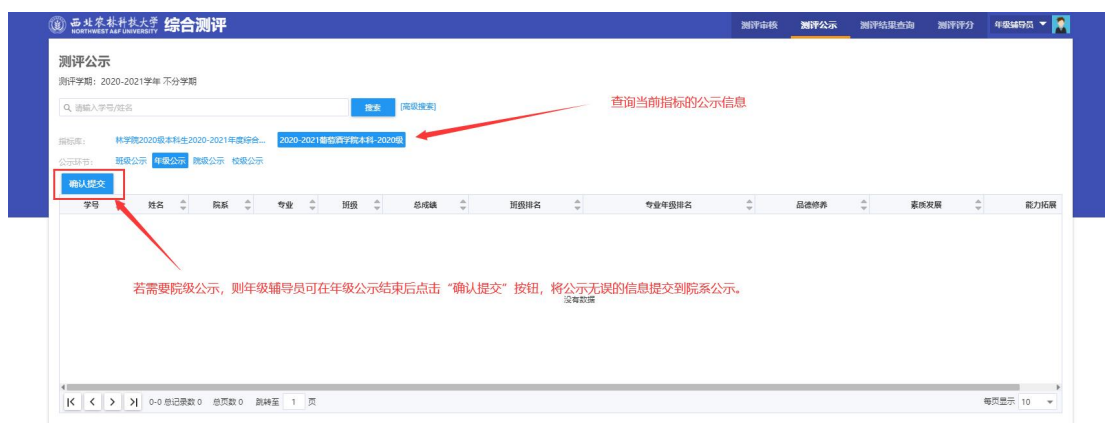 西北农林科技大学 综合测评 测评审核 测评公示 测评结果查询 测评评分 年级辅导员
NORTHWEST A&F UNIVERSITY
测评公示
测评学期：2020-2021学年 不分学期
请输入学号/姓名 搜索 [高级搜索] 查询当前指标的公示信息
指标库： 林学院2020级本科生2020-2021年度综合... 2020-2021葡萄酒学院本科-2020级
公示环节： 班级公示 年级公示 院级公示 校级公示
确认提交
学号 姓名 院系 专业 班级 总成绩 班级排名 专业年级排名 品德修养 素质发展 能力拓展
若需要院级公示，则年级辅导员可在年级公示结束后点击“确认提交”按钮，将公示无误的信息提交到院系公示。
没有数据
0-0 总记录数 0 总页数 0 跳转至 1 页 每页显示 10